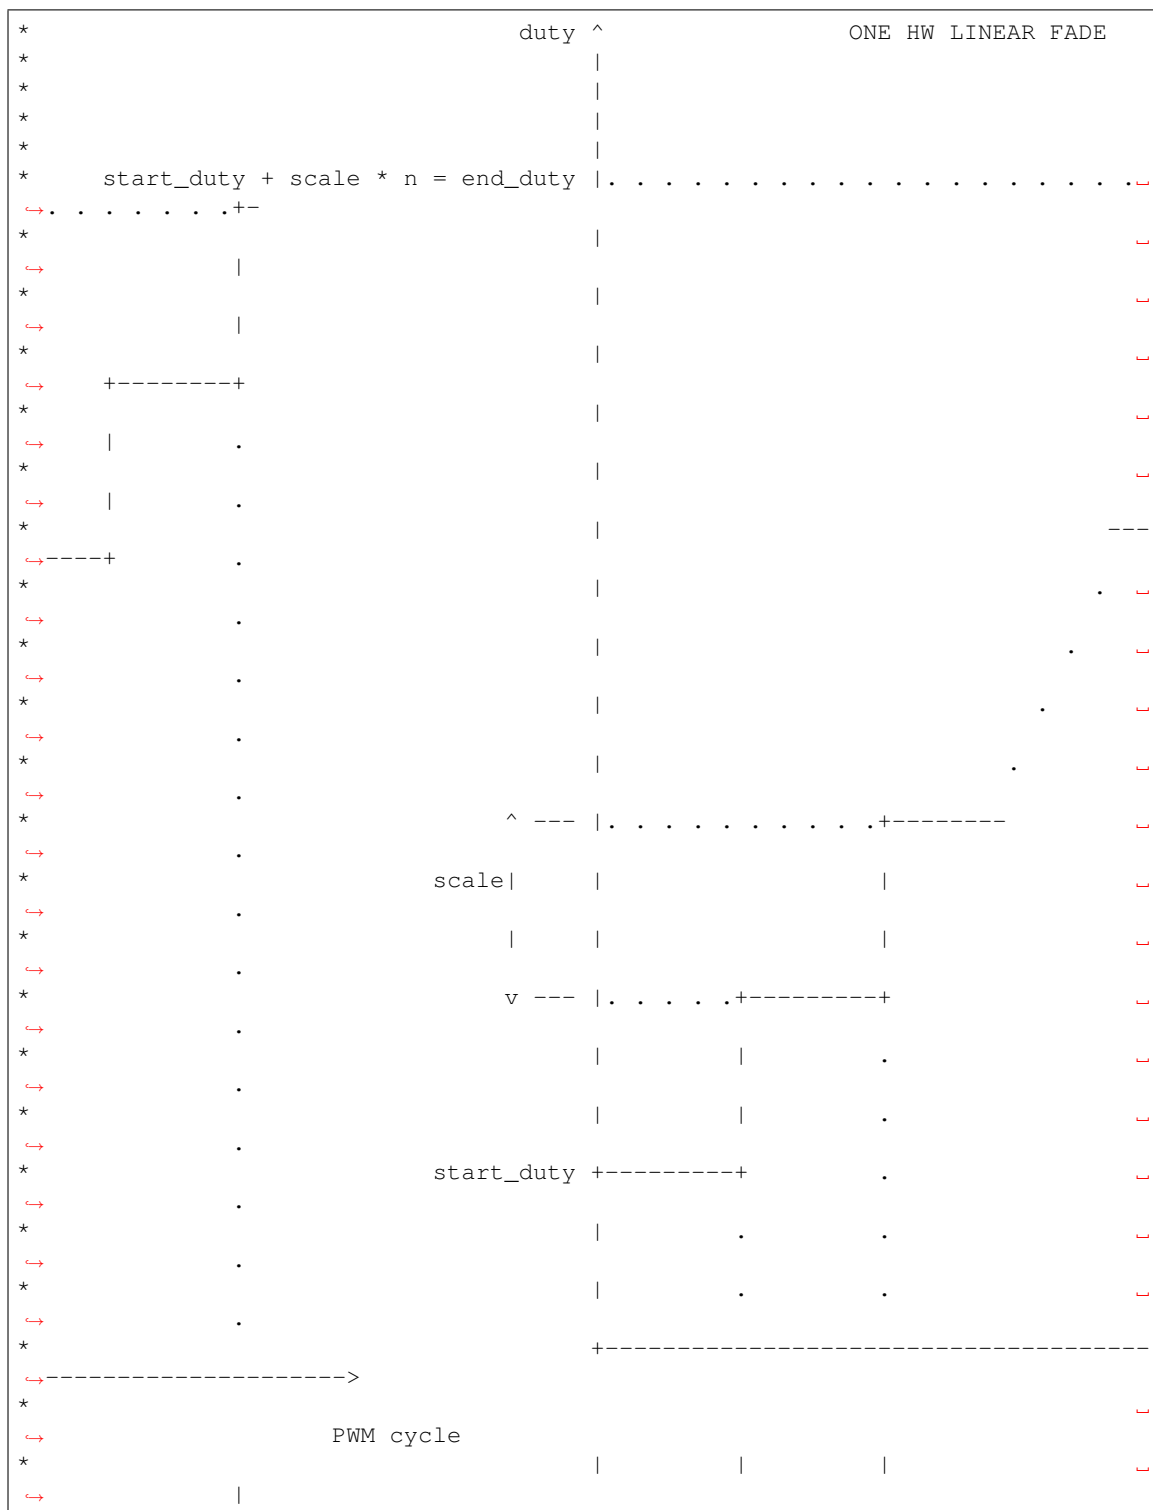 *                                  duty ^                 ONE HW LINEAR FADE
*                                       |
*                                       |
*                                       |
*                                       |
*     start_duty + scale * n = end_duty |. . . . . . . . . . . . . . . . . . .␣
↪. . . . . . .+-
*                                       |                                     ␣
↪             |
*                                       |                                     ␣
↪             |
*                                       |                                     ␣
↪    +--------+
*                                       |                                     ␣
↪    |        .
*                                       |                                     ␣
↪    |        .
*                                       |                                   ---
↪----+        .
*                                       |                                  .  ␣
↪             .
*                                       |                                .    ␣
↪             .
*                                       |                              .      ␣
↪             .
*                                       |                            .        ␣
↪             .
*                                 ^ --- |. . . . . . . . . .+--------         ␣
↪             .
*                            scale|     |                   |                 ␣
↪             .
*                                 |     |                   |                 ␣
↪             .
*                                 v --- |. . . . .+---------+                 ␣
↪             .
*                                       |         |         .                 ␣
↪             .
*                                       |         |         .                 ␣
↪             .
*                            start_duty +---------+         .                 ␣
↪             .
*                                       |         .         .                 ␣
↪             .
*                                       |         .         .                 ␣
↪             .
*                                       +--------------------------------------
↪--------------------->
*                                                                             ␣
↪                    PWM cycle
*                                       |         |         |                 ␣
↪             |